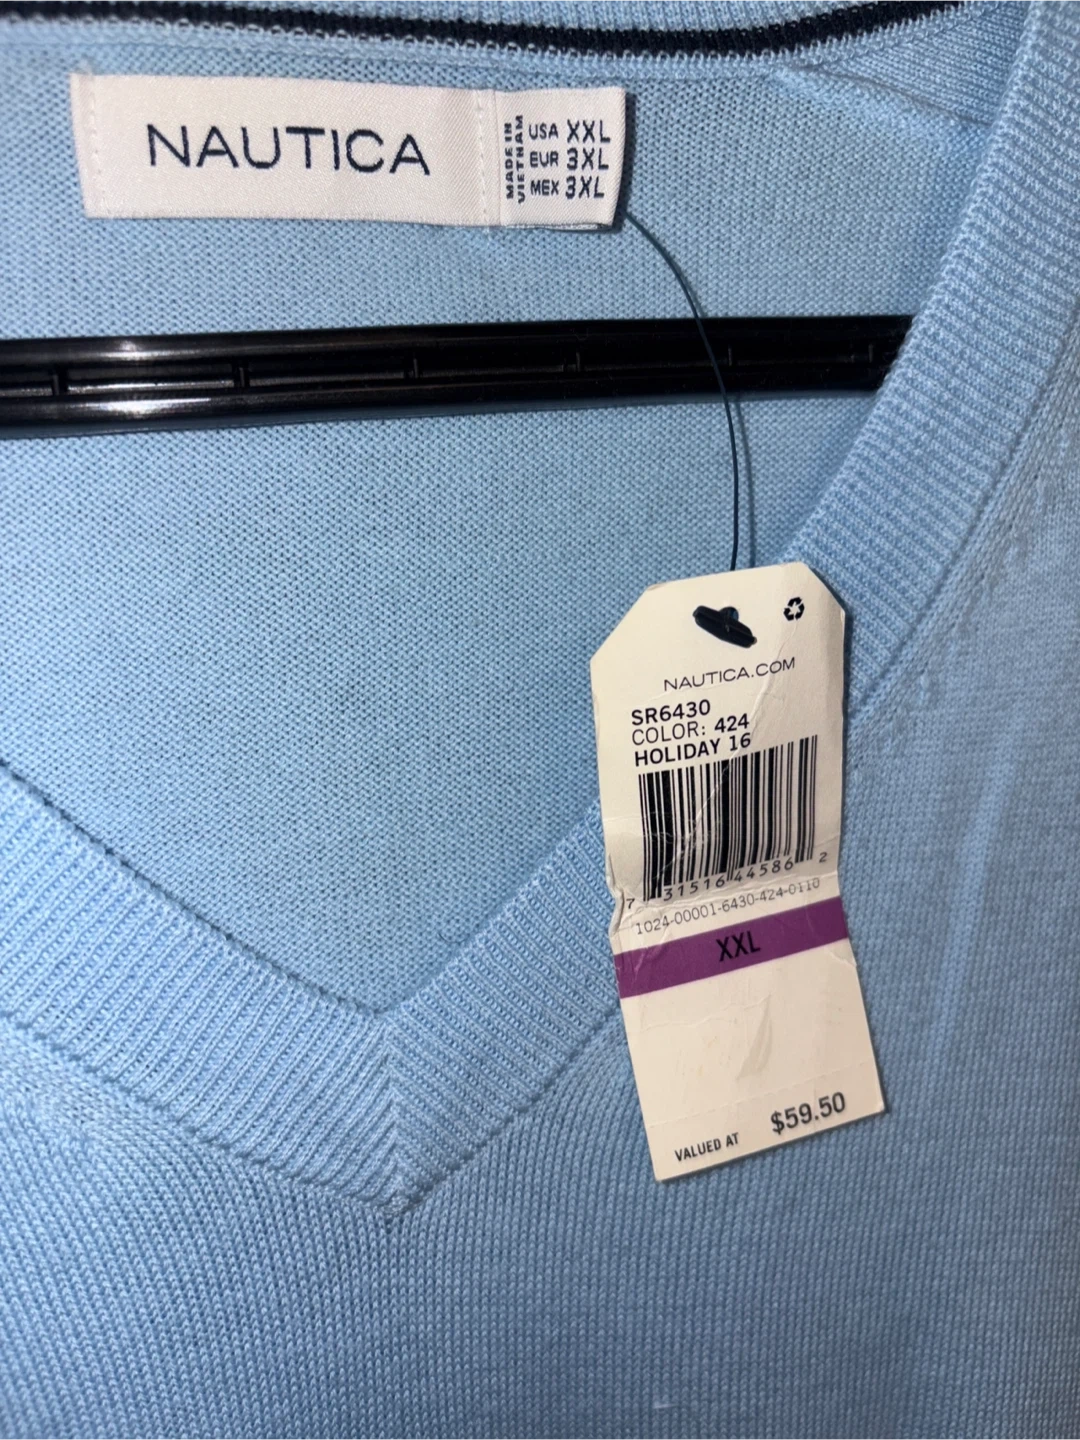 NAUTICA
MADE IN
VIETNAM
USA XXL
EUR 3XL
MEX 3XL
NAUTICA.COM
SR6430
COLOR: 424
HOLIDAY 16
7 31516 44586 2
1024-00001-6430-424-0110
XXL
VALUED AT $59.50